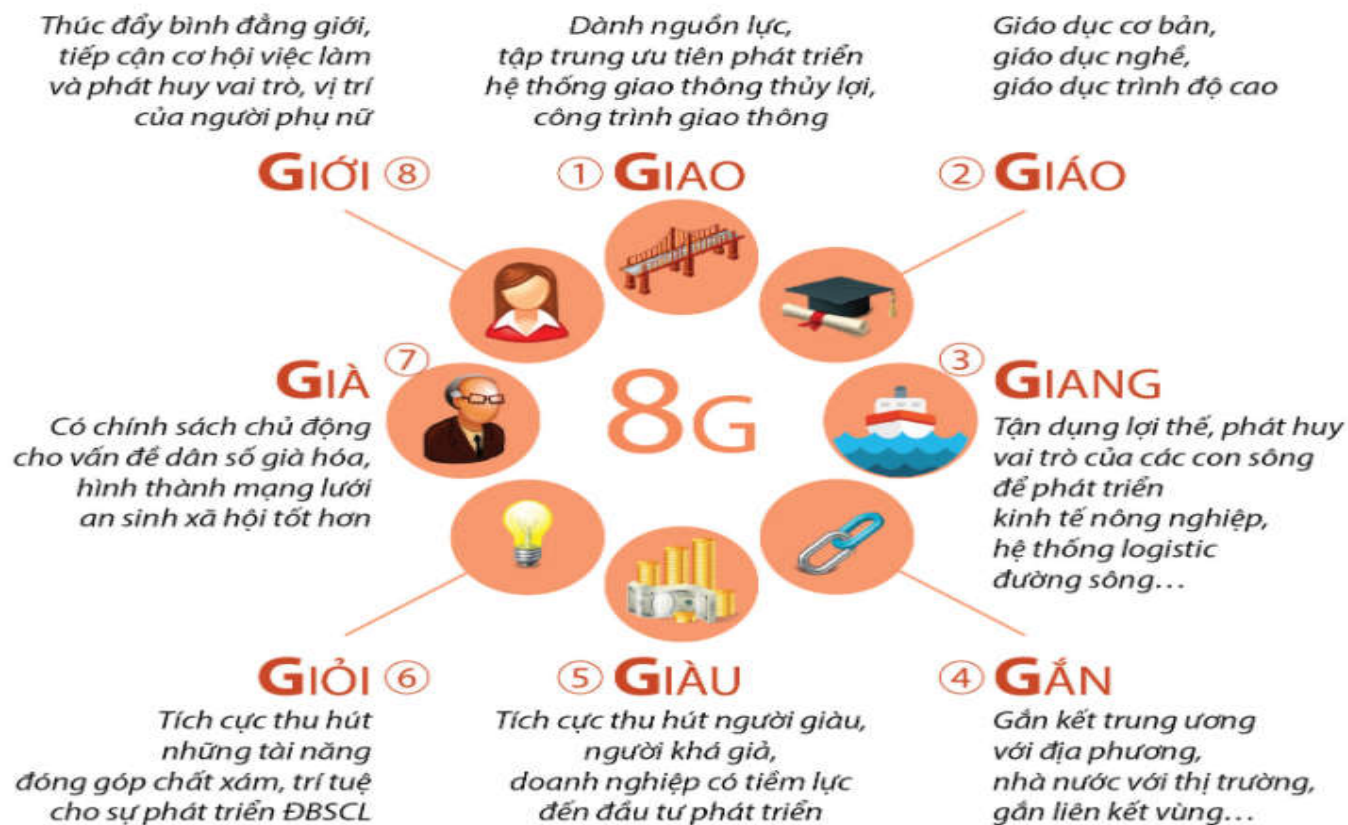 Thúc đẩy bình đẳng giới,
tiếp cận cơ hội việc làm
và phát huy vai trò, vị trí
của người phụ nữ
GIỚI ⑧
Dành nguồn lực,
tập trung ưu tiên phát triển
hệ thống giao thông thủy lợi,
công trình giao thông
① GIAO
Giáo dục cơ bản,
giáo dục nghề,
giáo dục trình độ cao
② GIÁO
8G
③ GIANG
Tận dụng lợi thế, phát huy
vai trò của các con sông
để phát triển
kinh tế nông nghiệp,
hệ thống logistic
đường sông...
④ GẮN
Gắn kết trung ương
với địa phương,
nhà nước với thị trường,
gắn liên kết vùng...
⑤ GIÀU
Tích cực thu hút người giàu,
người khá giả,
doanh nghiệp có tiềm lực
đến đầu tư phát triển
GIỎI ⑥
Tích cực thu hút
những tài năng
đóng góp chất xám, trí tuệ
cho sự phát triển ĐBSCL
GIÀ ⑦
Có chính sách chủ động
cho vấn đề dân số già hóa,
hình thành mạng lưới
an sinh xã hội tốt hơn